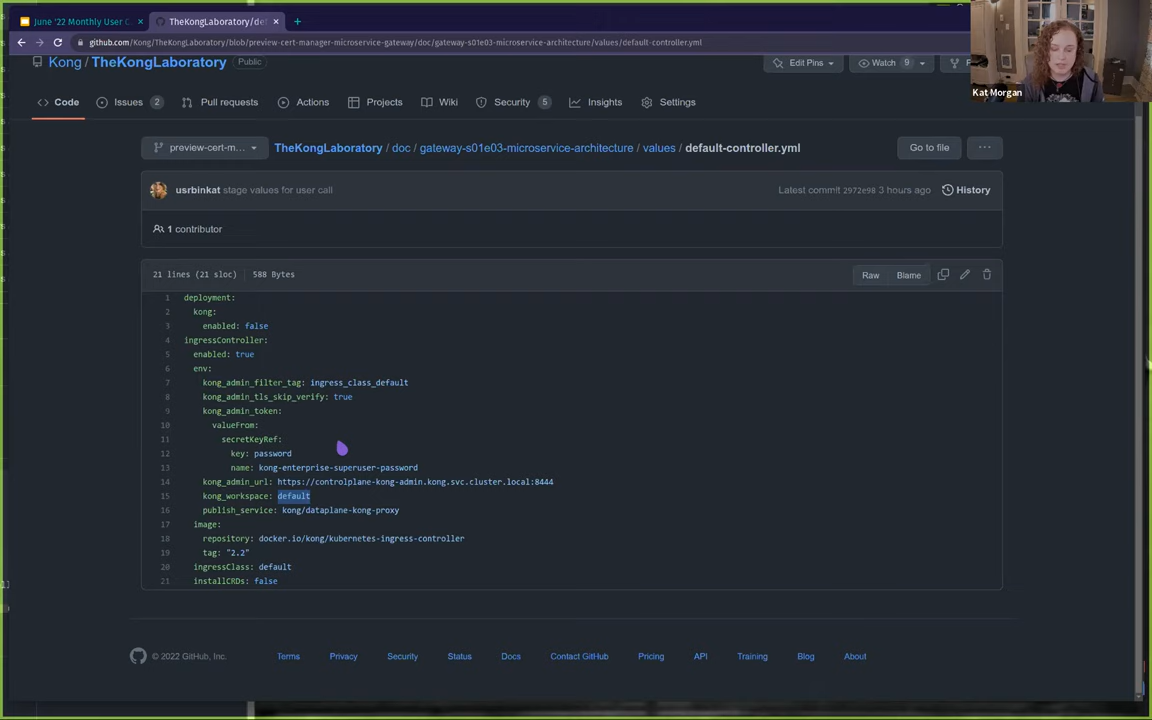 June '22 Monthly User C
TheKongLaboratory/de
github.com/Kong/TheKongLaboratory/blob/preview-cert-manager-microservice-gateway/doc/gateway-s01e03-microservice-architecture/values/default-controller.yml
Kat Morgan
Kong / TheKongLaboratory Public
Edit Pins Watch 9
Code Issues 2 Pull requests Actions Projects Wiki Security 5 Insights Settings
preview-cert-m... TheKongLaboratory / doc / gateway-s01e03-microservice-architecture / values / default-controller.yml Go to file ...
usrbinkat stage values for user call Latest commit 2972e98 3 hours ago History
1 contributor
21 lines (21 sloc) 588 Bytes Raw Blame
1 deployment:
2 kong:
3 enabled: false
4 ingressController:
5 enabled: true
6 env:
7 kong_admin_filter_tag: ingress_class_default
8 kong_admin_tls_skip_verify: true
9 kong_admin_token:
10 valueFrom:
11 secretKeyRef:
12 key: password
13 name: kong-enterprise-superuser-password
14 kong_admin_url: https://controlplane-kong-admin.kong.svc.cluster.local:8444
15 kong_workspace: default
16 publish_service: kong/dataplane-kong-proxy
17 image:
18 repository: docker.io/kong/kubernetes-ingress-controller
19 tag: "2.2"
20 ingressClass: default
21 installCRDs: false
© 2022 GitHub, Inc. Terms Privacy Security Status Docs Contact GitHub Pricing API Training Blog About